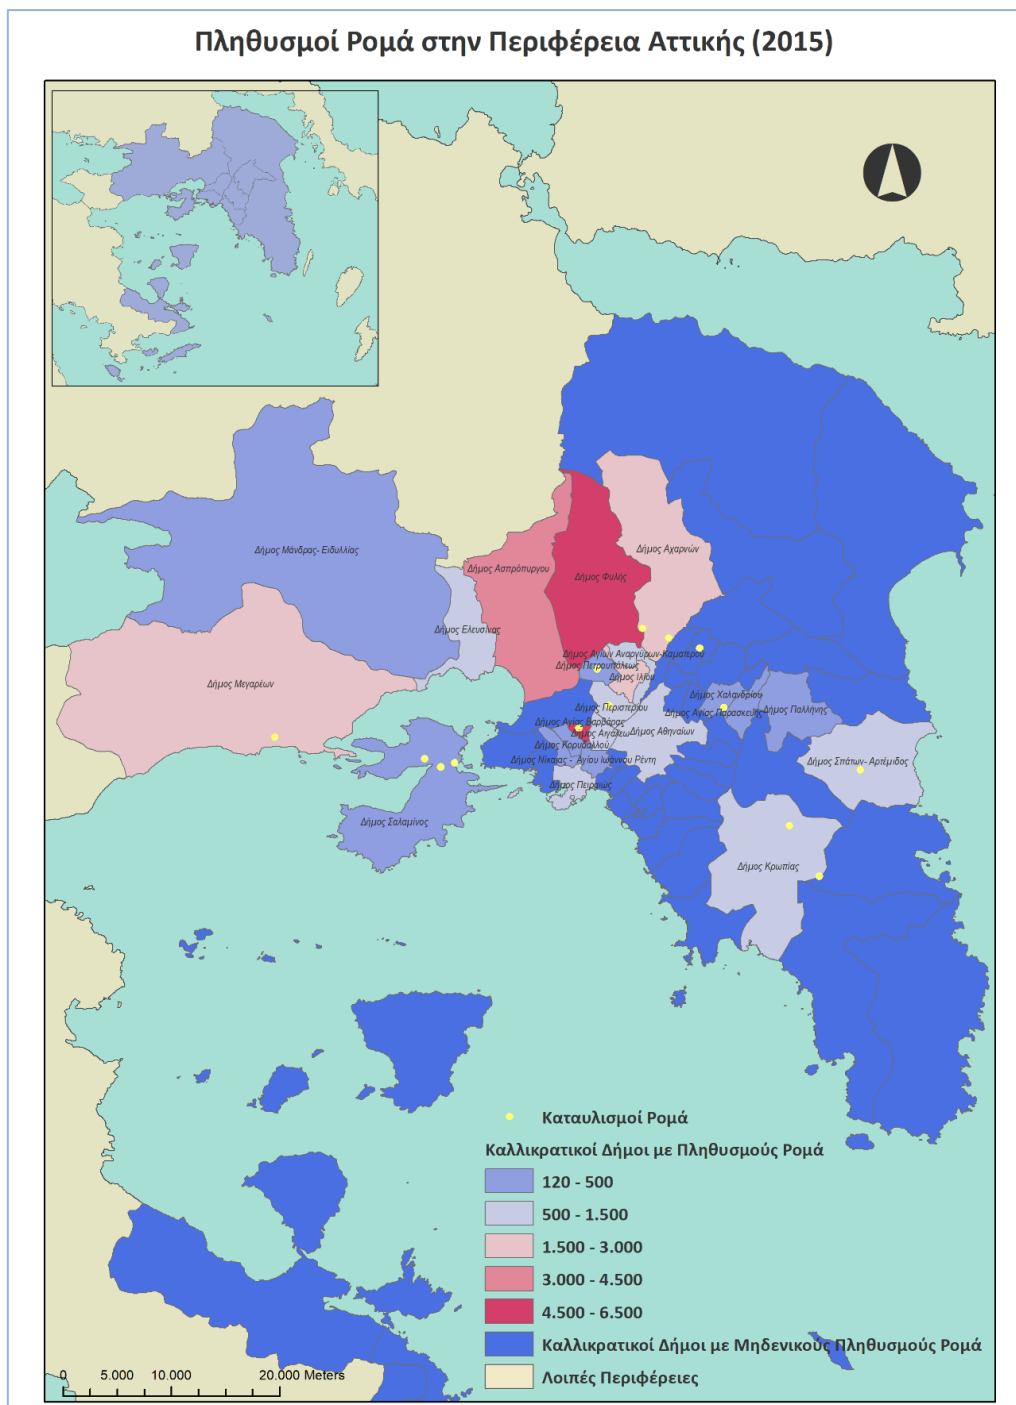 Πληθυσμοί Ρομά στην Περιφέρεια Αττικής (2015)
Δήμος Μάνδρας- Ειδυλλίας
Δήμος Ασπρόπυργου
Δήμος Φυλής
Δήμος Αχαρνών
Δήμος Ελευσίνας
Δήμος Μεγαρέων
Δήμος Αγίων Αναργύρων-Καματερού
Δήμος Πετρουπόλεως
Δήμος Ιλίου
Δήμος Χαλανδρίου
Δήμος Περιστερίου
Δήμος Αγίας Παρασκευής
Δήμος Παλλήνης
Δήμος Αγίας Βαρβάρας
Δήμος Αιγάλεω
Δήμος Αθηναίων
Δήμος Κορυδαλλού
Δήμος Νίκαιας - Αγίου Ιωάννου Ρέντη
Δήμος Σπάτων- Αρτέμιδος
Δήμος Πειραιώς
Δήμος Σαλαμίνος
Δήμος Κρωπίας
Καταυλισμοί Ρομά
Καλλικρατικοί Δήμοι με Πληθυσμούς Ρομά
120 - 500
500 - 1.500
1.500 - 3.000
3.000 - 4.500
4.500 - 6.500
Καλλικρατικοί Δήμοι με Μηδενικούς Πληθυσμούς Ρομά
Λοιπές Περιφέρειες
0 5.000 10.000 20.000 Meters